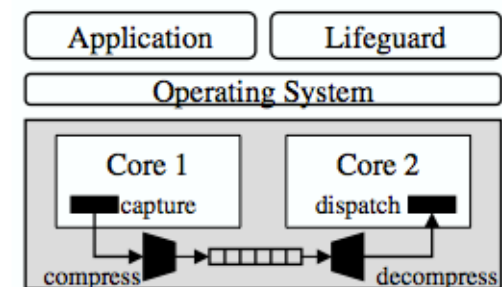 Application Lifeguard
Operating System
Core 1 Core 2
capture dispatch
compress decompress